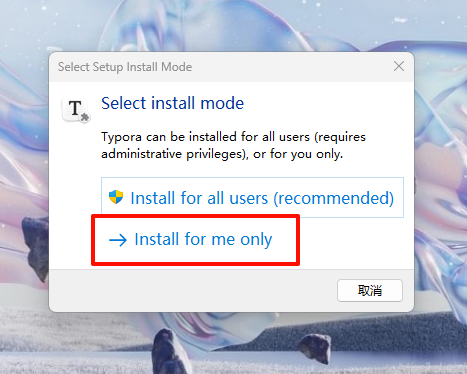 Select Setup Install Mode
T
Select install mode
Typora can be installed for all users (requires
administrative privileges), or for you only.
Install for all users (recommended)
Install for me only
取消